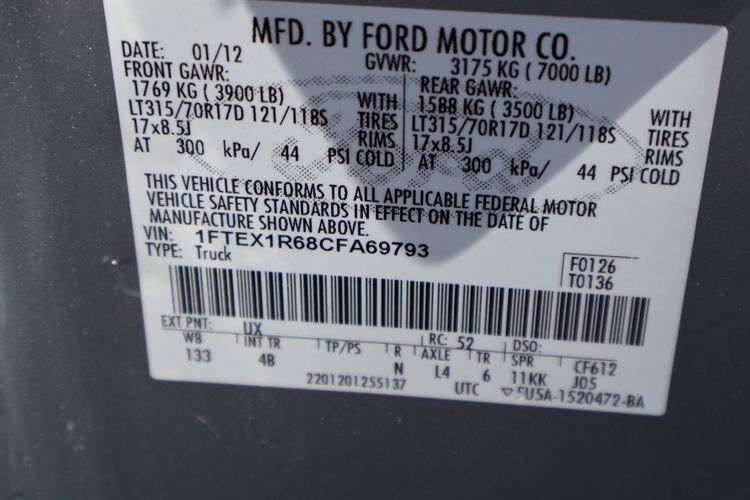 MFD. BY FORD MOTOR CO.
DATE: 01/12 GVWR: 3175 KG ( 7000 LB)
FRONT GAWR: REAR GAWR:
1769 KG ( 3900 LB) WITH 1588 KG ( 3500 LB) WITH
LT315/70R17D 121/118S TIRES LT315/70R17D 121/118S TIRES
17x8.5J RIMS 17x8.5J RIMS
AT 300 kPa/ 44 PSI COLD AT 300 kPa/ 44 PSI COLD
THIS VEHICLE CONFORMS TO ALL APPLICABLE FEDERAL MOTOR
VEHICLE SAFETY STANDARDS IN EFFECT ON THE DATE OF
MANUFACTURE SHOWN ABOVE.
VIN: 1FTEX1R68CFA69793
TYPE: Truck
F0126
T0136
EXT PNT: UX RC: 52 DSO:
WB INT TR TP/PS R AXLE TR SPR CF612
133 4B N L4 6 11KK J05
2201201255137 UTC ▽5U5A-1520472-BA